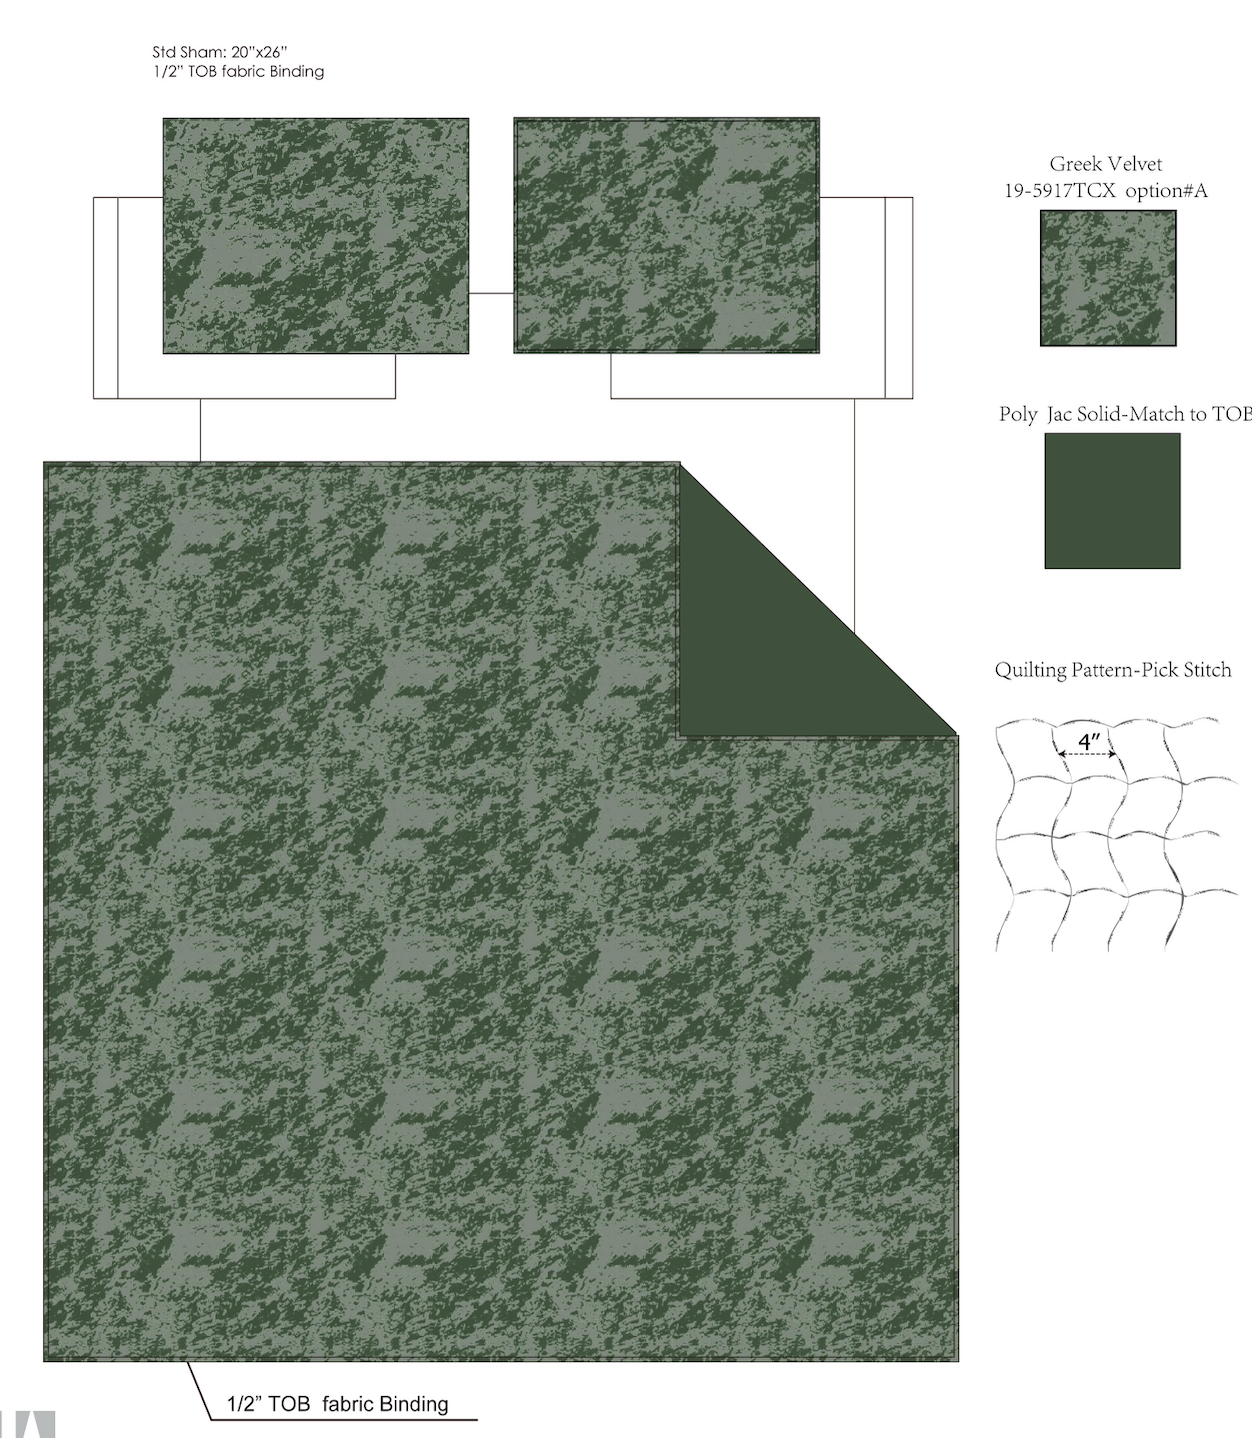 Std Sham: 20”x26”
1/2” TOB fabric Binding
Greek Velvet
19-5917TCX option#A
Poly Jac Solid-Match to TOB
Quilting Pattern-Pick Stitch
4”
1/2” TOB fabric Binding